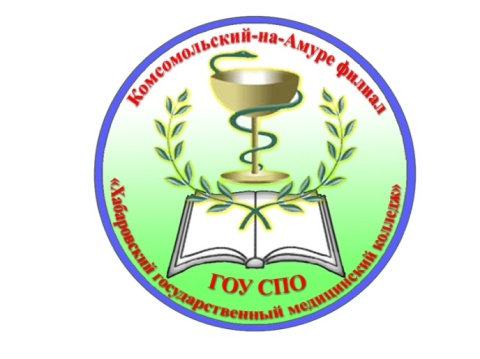 Комсомольский-на-Амуре филиал
ГОУ СПО
«Хабаровский государственный медицинский колледж»